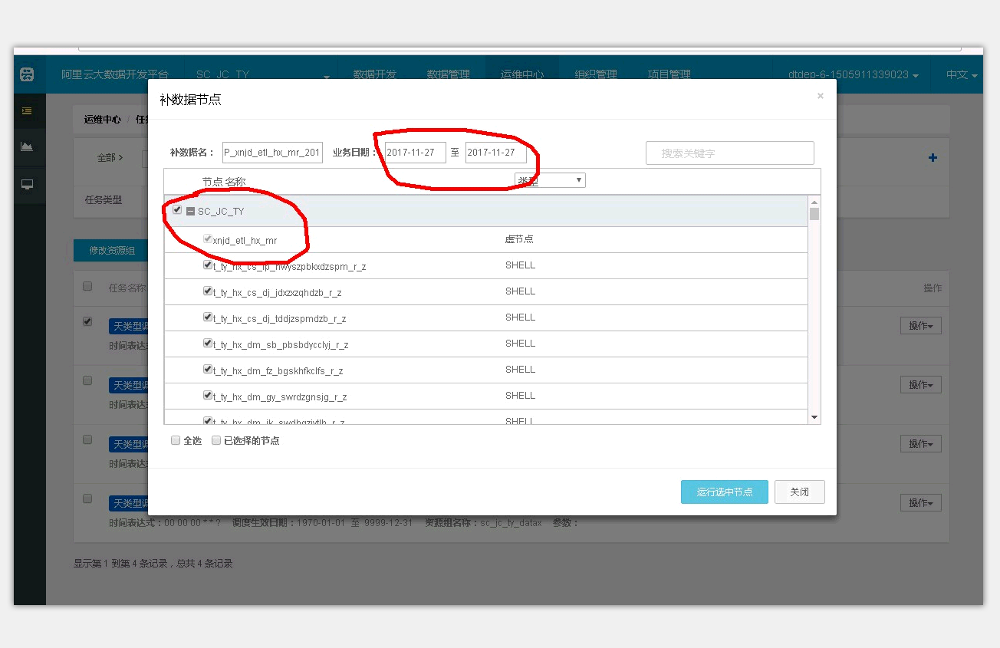 阿里云大数据开发平台 SC_JC_TY 数据开发 数据管理 运维中心 组织管理 项目管理 dtdep-6-1505911339023 中文
补数据节点 ×
运维中心 / 任
补数据名： P_xnjd_etl_hx_mr_201 业务日期： 2017-11-27 至 2017-11-27 搜索关键字
全部 >
节点 名称 类型
任务类型
SC_JC_TY
xnjd_etl_hx_mr 虚节点
修改资源组
t_ty_hx_cs_fp_hwyszpbkxdzspm_r_z SHELL
任务名称 操作
t_ty_hx_cs_dj_jdxzxzqhdzb_r_z SHELL
t_ty_hx_cs_dj_tddjzspmdzb_r_z SHELL
天类型调 操作
时间表达
t_ty_hx_dm_sb_pbsbdycclyj_r_z SHELL
t_ty_hx_dm_fz_bgskhfkclfs_r_z SHELL
天类型调 操作
t_ty_hx_dm_gy_swrdzgnsjg_r_z SHELL
时间表达
SHELL
全选 已选择的节点
天类型调 操作
时间表达
运行选中节点 关闭
天类型调 操作
时间表达式：00 00 00 * * ? 调度生效日期：1970-01-01 至 9999-12-31 资源组名称：sc_jc_ty_datax 参数：
显示第 1 到第 4 条记录，总共 4 条记录